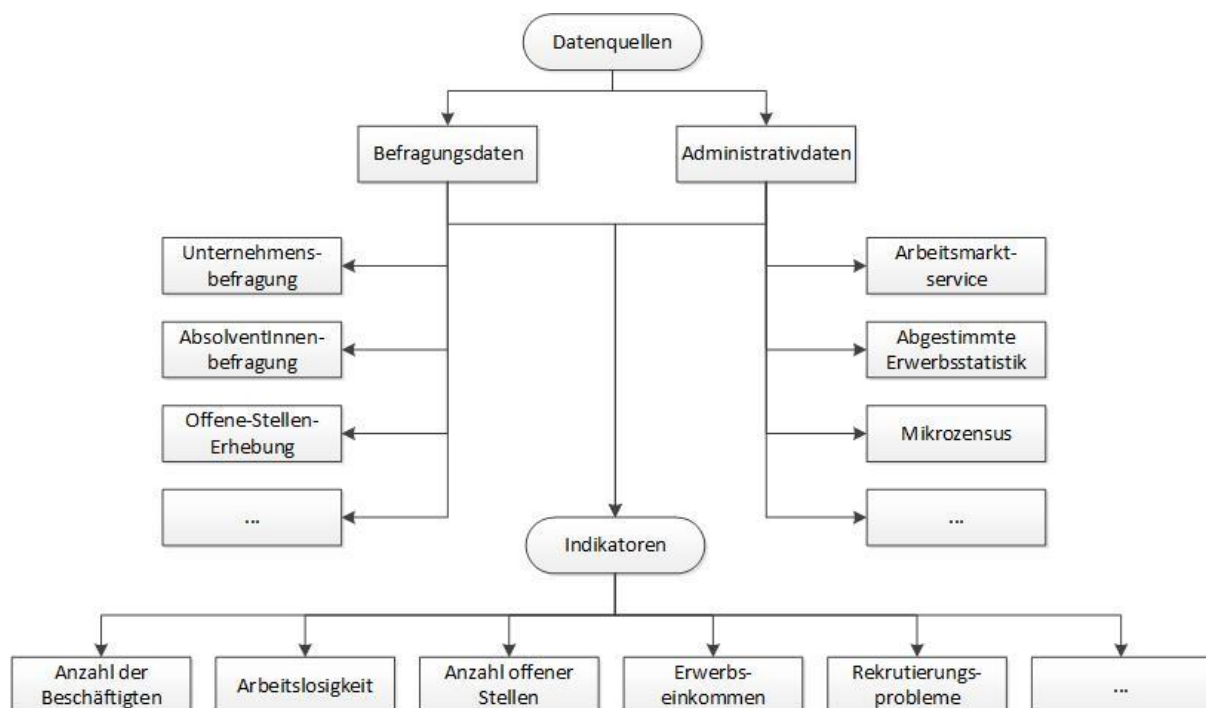 Datenquellen
Befragungsdaten
Administrativdaten
Unternehmens-
befragung
Arbeitsmarkt-
service
AbsolventInnen-
befragung
Abgestimmte
Erwerbsstatistik
Offene-Stellen-
Erhebung
Mikrozensus
...
...
Indikatoren
Anzahl der
Beschäftigten
Arbeitslosigkeit
Anzahl offener
Stellen
Erwerbs-
einkommen
Rekrutierungs-
probleme
...